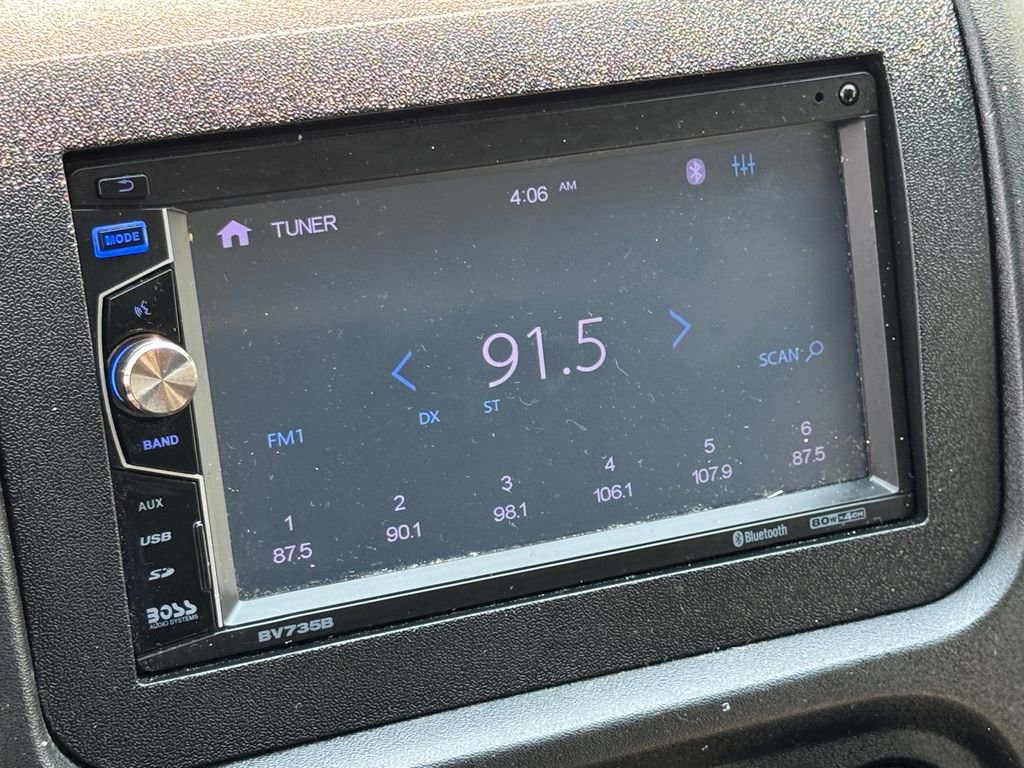 4:06 AM
TUNER
MODE
91.5
SCAN
DX ST
FM1
BAND
1 2 3 4 5 6
87.5 90.1 98.1 106.1 107.9 87.5
AUX
USB
SD
BOSS
AUDIO SYSTEMS
BV735B
Bluetooth
80W x 4CH